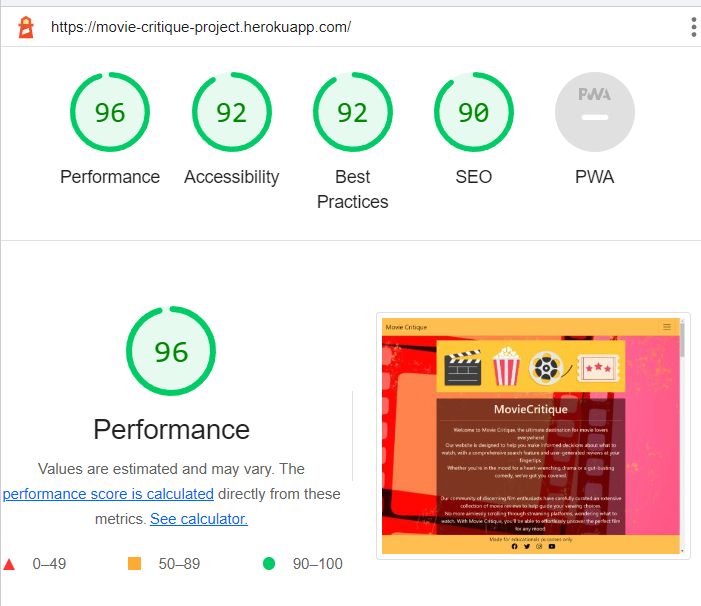 https://movie-critique-project.herokuapp.com/
96
92
92
90
PWA
Performance
Accessibility
Best
Practices
SEO
PWA
96
Performance
Values are estimated and may vary. The
performance score is calculated directly from these
metrics. See calculator.
0–49
50–89
90–100
Movie Critique
MovieCritique
Welcome to Movie Critique, the ultimate destination for movie lovers
everywhere!
Our website is designed to help you make informed decisions about what to
watch, with a comprehensive search feature and user-generated reviews at your
fingertips.
Whether you're in the mood for a heart-wrenching drama or a gut-busting
comedy, we've got you covered.
Our community of discerning film enthusiasts have carefully curated an extensive
collection of movie reviews to help guide your viewing choices.
No more aimlessly scrolling through streaming platforms, wondering what to
watch. With Movie Critique, you'll be able to effortlessly uncover the perfect film
for any mood
Made for educational purposes only